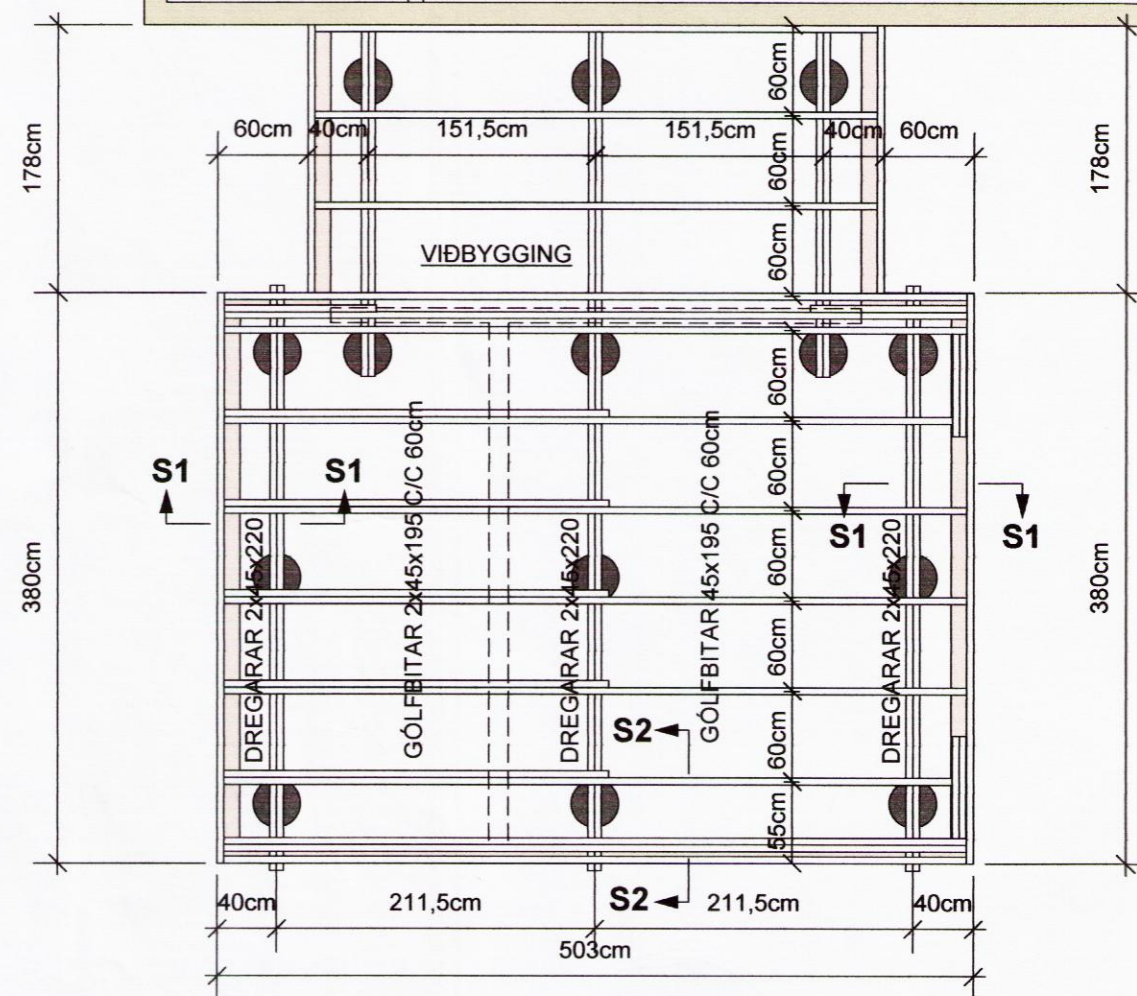 60cm
60cm 40cm 151,5cm 151,5cm 40cm 60cm
178cm
178cm
60cm
VIÐBYGGING
60cm
60cm
S1
S1
60cm
S1
S1
380cm
380cm
DREGARAR 2x45x220
GÓLFBITAR 2x45x195 C/C 60cm
DREGARAR 2x45x220
GÓLFBITAR 45x195 C/C 60cm
DREGARAR 2x45x220
60cm
60cm
S2
60cm
55cm
S2
40cm 211,5cm 211,5cm 40cm
503cm